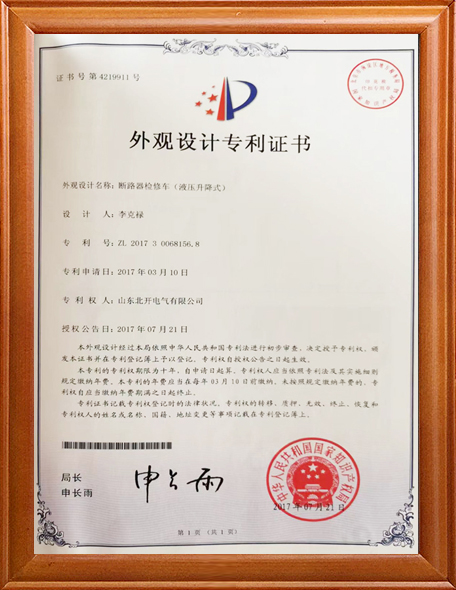 证书号第4219911号
外观设计专利证书
外观设计名称：断路器检修车（液压升降式）
设计人：李克禄
专利号：ZL 2017 3 0068156.8
专利申请日：2017年03月10日
专利权人：山东北开电气有限公司
授权公告日：2017年07月21日
本外观设计经过本局依照中华人民共和国专利法进行初步审查，决定授予专利权，颁
发本证书并在专利登记簿上予以登记。专利权自授权公告之日起生效。
本专利的专利权期限为十年，自申请日起算。专利权人应当依照专利法及其实施细则
规定缴纳年费。本专利的年费应当在每年03月10日前缴纳。未按照规定缴纳年费的，专
利权自应当缴纳年费期满之日起终止。
专利证书记载专利权登记时的法律状况。专利权的转移、质押、无效、终止、恢复和
专利权人的姓名或名称、国籍、地址变更等事项记载在专利登记簿上。
局长
申长雨
申长雨
中华人民共和国国家知识产权局
2017年07月21日
第1页（共1页）